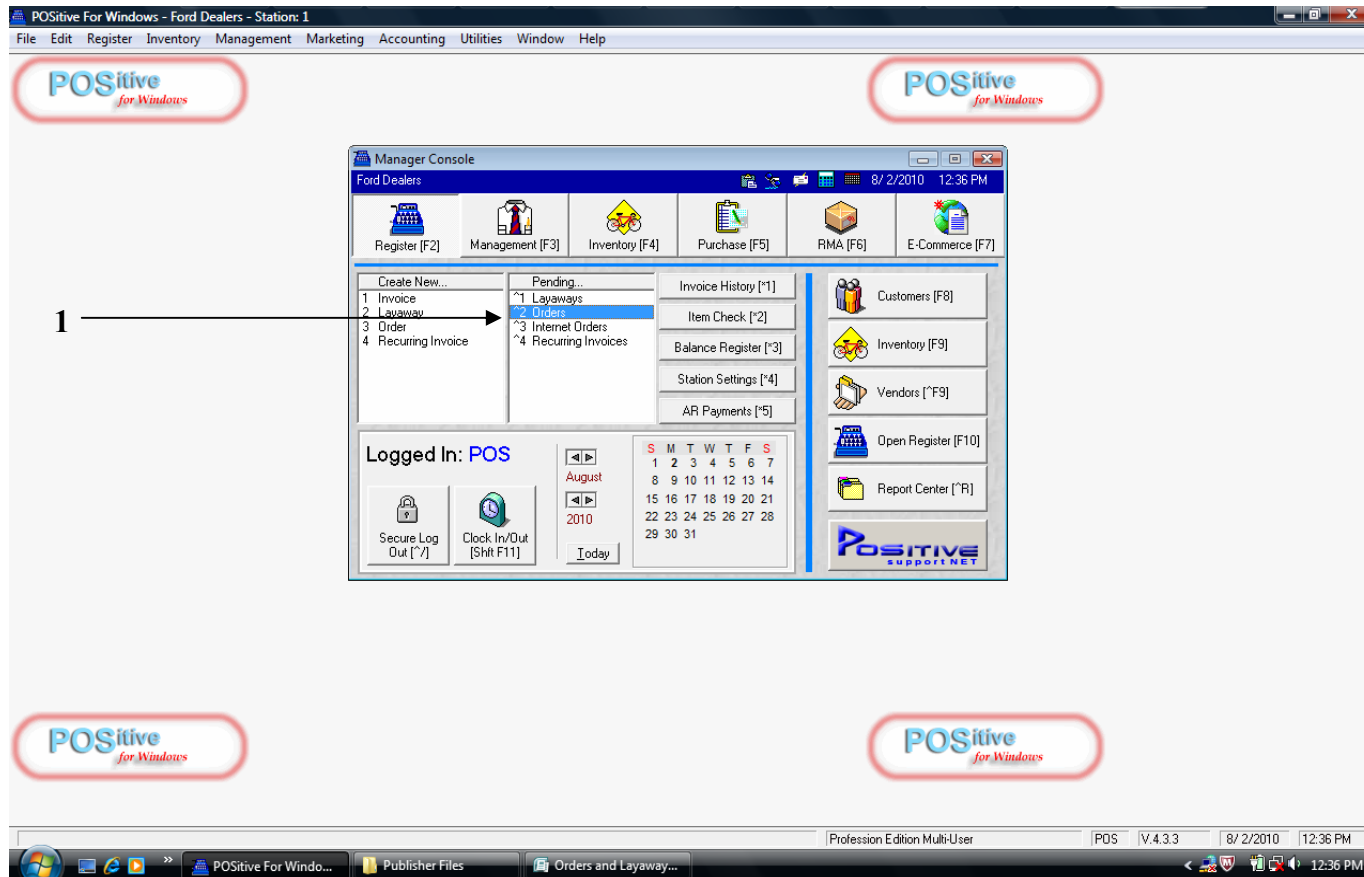 POSitive For Windows - Ford Dealers - Station: 1
File Edit Register Inventory Management Marketing Accounting Utilities Window Help
POSitive
for Windows
POSitive
for Windows
Manager Console
Ford Dealers 8/ 2/2010 12:36 PM
Register [F2] Management [F3] Inventory [F4] Purchase [F5] RMA [F6] E-Commerce [F7]
Create New...
1 Invoice
2 Layaway
3 Order
4 Recurring Invoice
Pending...
^1 Layaways
^2 Orders
^3 Internet Orders
^4 Recurring Invoices
1
Invoice History [*1]
Item Check [*2]
Balance Register [*3]
Station Settings [*4]
AR Payments [*5]
Customers [F8]
Inventory [F9]
Vendors [^F9]
Open Register [F10]
Report Center [^R]
POSITIVE
support NET
Logged In: POS
Secure Log
Out [^/]
Clock In/Out
[Shft F11]
August
2010
Today
S M T W T F S
1 2 3 4 5 6 7
8 9 10 11 12 13 14
15 16 17 18 19 20 21
22 23 24 25 26 27 28
29 30 31
POSitive
for Windows
POSitive
for Windows
Profession Edition Multi-User POS V.4.3.3 8/ 2/2010 12:36 PM
POSitive For Windo... Publisher Files Orders and Layaway... 12:36 PM